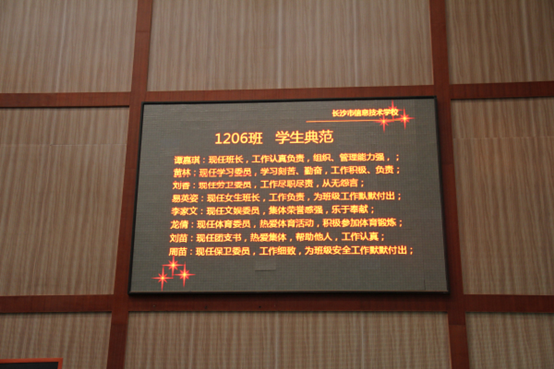 长沙市信息技术学校
1206班 学生典范
谭嘉琪：现任班长，工作认真负责，组织、管理能力强，；
黄林：现任学习委员，学习刻苦、勤奋，工作积极、负责；
刘香：现任劳卫委员，工作尽职尽责，从无怨言；
易英姿：现任女生班长，工作负责，为班级工作默默付出；
李家文：现任文娱委员，集体荣誉感强，乐于奉献；
龙倩：现任体育委员，热爱体育活动，积极参加体育锻炼；
刘苗：现任团支书，热爱集体，帮助他人，工作认真；
周苗：现任保卫委员，工作细致，为班级安全工作默默付出；